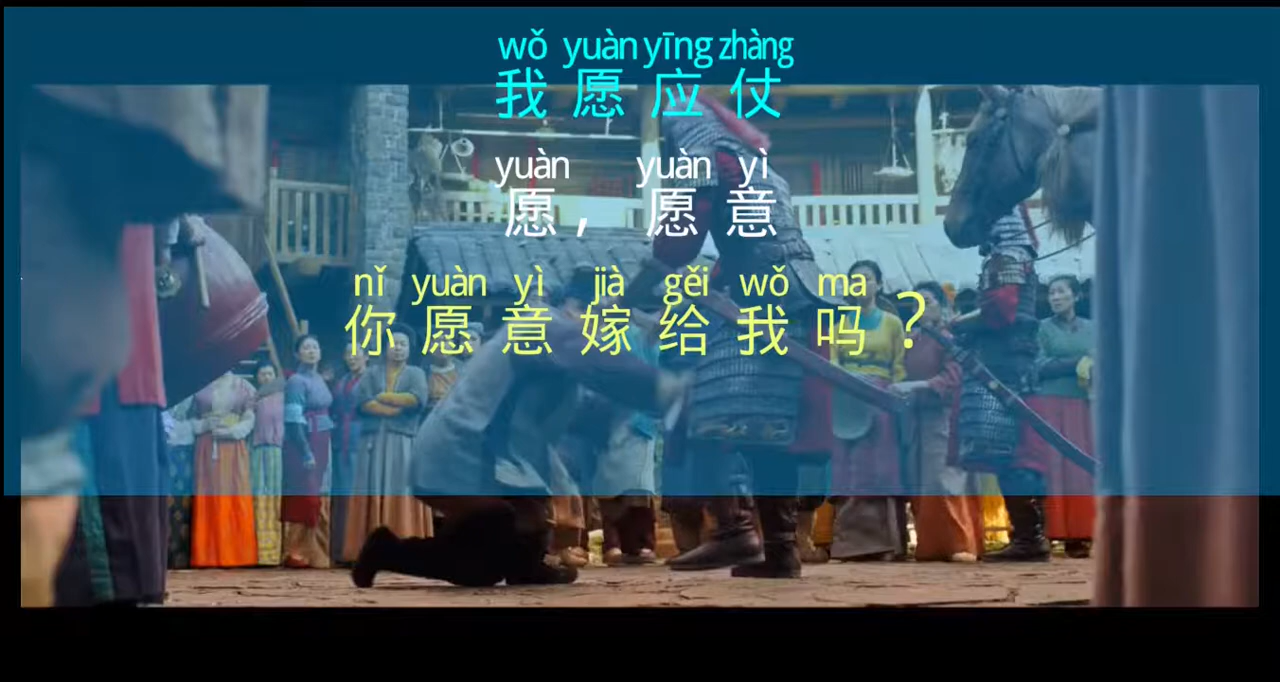 wǒ yuàn yīng zhàng
我愿应仗
yuàn yuàn yì
愿，愿意
nǐ yuàn yì jià gěi wǒ ma
你愿意嫁给我吗？